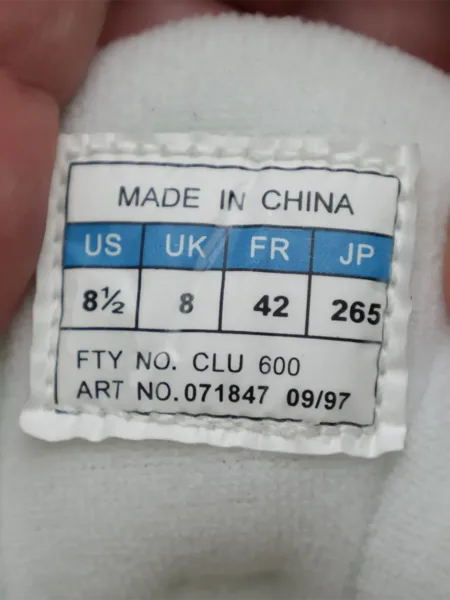 MADE IN CHINA
US UK FR JP
8½ 8 42 265
FTY NO. CLU 600
ART NO.071847 09/97